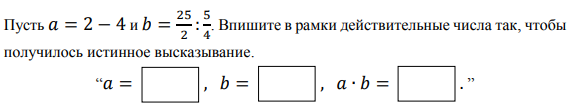 Пусть a = 2 − 4 и b = 25/2 : 5/4. Впишите в рамки действительные числа так, чтобы
получилось истинное высказывание.
“a = , b = , a · b = .”